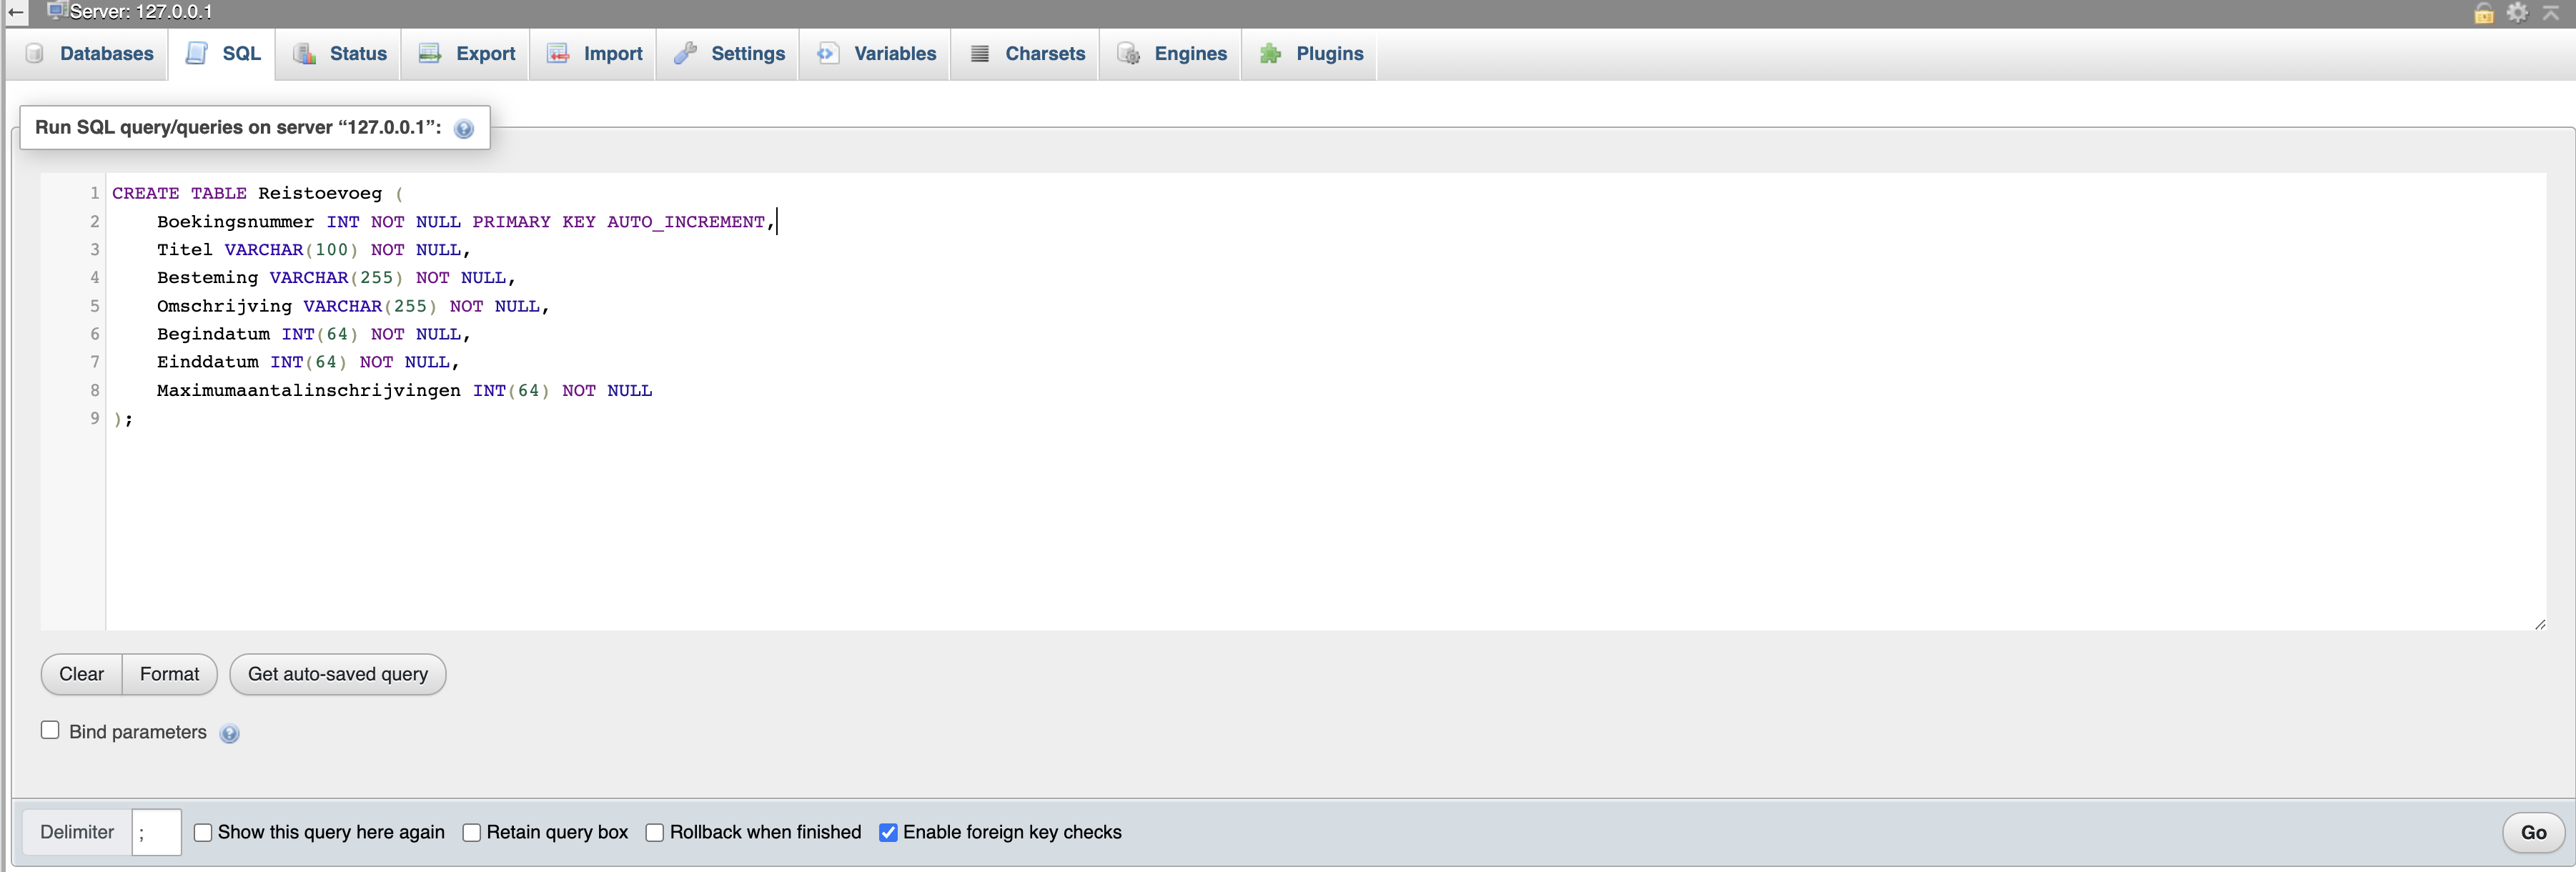 Server: 127.0.0.1
Databases SQL Status Export Import Settings Variables Charsets Engines Plugins
Run SQL query/queries on server “127.0.0.1”:
1 CREATE TABLE Reistoevoeg (
2 Boekingsnummer INT NOT NULL PRIMARY KEY AUTO_INCREMENT,
3 Titel VARCHAR(100) NOT NULL,
4 Besteming VARCHAR(255) NOT NULL,
5 Omschrijving VARCHAR(255) NOT NULL,
6 Begindatum INT(64) NOT NULL,
7 Einddatum INT(64) NOT NULL,
8 Maximumaantalinschrijvingen INT(64) NOT NULL
9 );
Clear Format Get auto-saved query
Bind parameters
Delimiter ; Show this query here again Retain query box Rollback when finished Enable foreign key checks Go